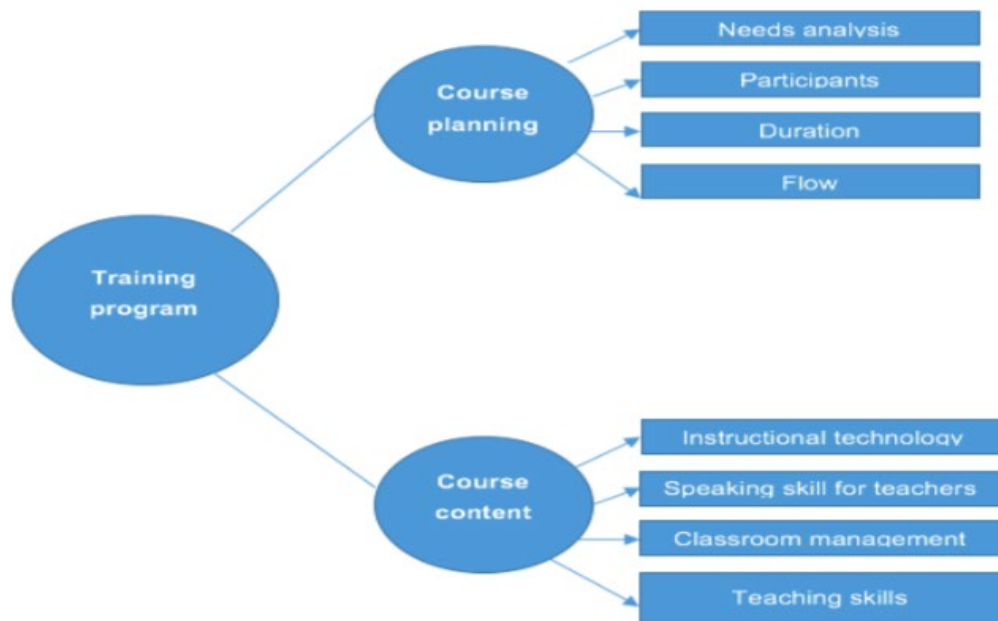 Needs analysis
Participants
Duration
Flow
Course
planning
Training
program
Instructional technology
Speaking skill for teachers
Classroom management
Teaching skills
Course
content